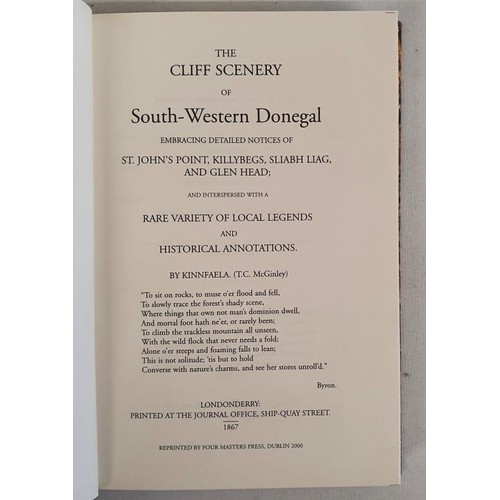 THE
CLIFF SCENERY
OF
South-Western Donegal
EMBRACING DETAILED NOTICES OF
ST. JOHN'S POINT, KILLYBEGS, SLIABH LIAG,
AND GLEN HEAD;
AND INTERSPERSED WITH A
RARE VARIETY OF LOCAL LEGENDS
AND
HISTORICAL ANNOTATIONS.
BY KINNFAELA. (T.C. McGinley)
"To sit on rocks, to muse o'er flood and fell,
To slowly trace the forest's shady scene,
Where things that own not man's dominion dwell,
And mortal foot hath ne'er, or rarely been;
To climb the trackless mountain all unseen,
With the wild flock that never needs a fold;
Alone o'er steeps and foaming falls to lean;
This is not solitude; 'tis but to hold
Converse with nature's charms, and see her stores unroll'd."
Byron.
LONDONDERRY:
PRINTED AT THE JOURNAL OFFICE, SHIP-QUAY STREET.
1867
REPRINTED BY FOUR MASTERS PRESS, DUBLIN 2000